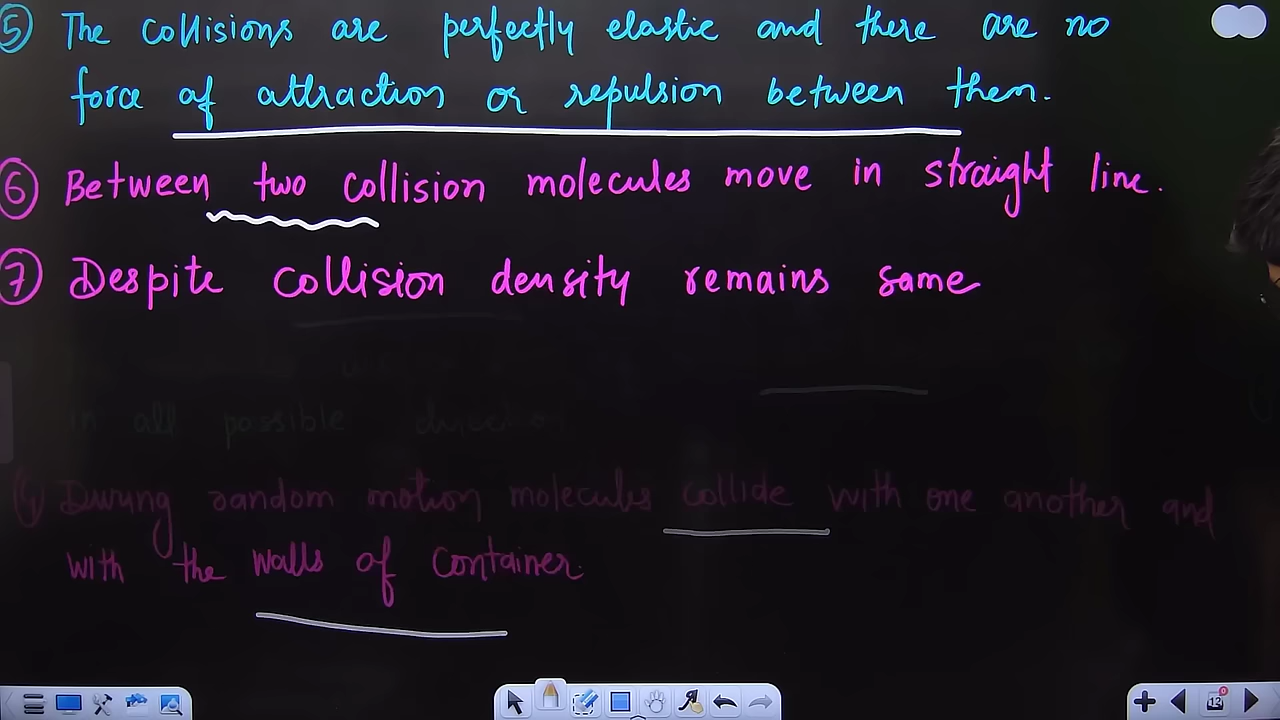 ⑤ The collisions are perfectly elastic and there are no
force of attraction or repulsion between them.
⑥ Between two collision molecules move in straight line.
⑦ Despite collision density remains same
in all possible direction
④ During random motion molecules collide with one another and
with the walls of container.
12